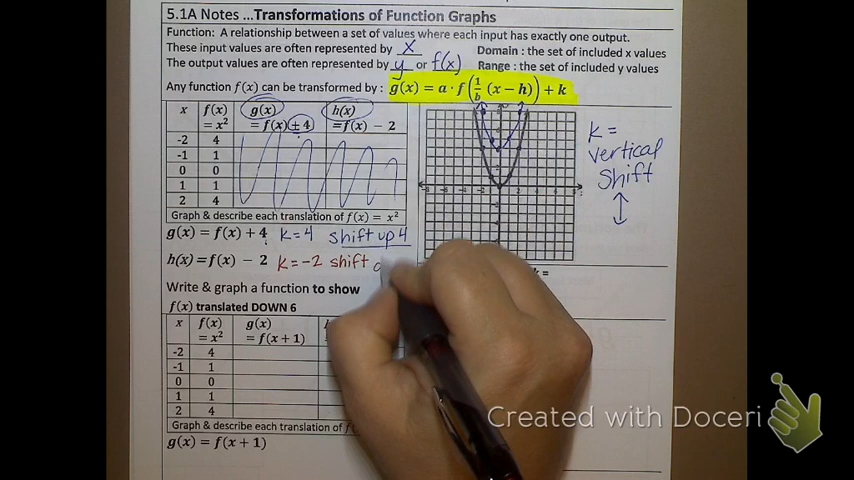 5.1A Notes ...Transformations of Function Graphs
Function: A relationship between a set of values where each input has exactly one output.
These input values are often represented by x
Domain : the set of included x values
The output values are often represented by y or f(x)
Range : the set of included y values
Any function f(x) can be transformed by : g(x) = a · f(1/b (x − h)) + k
x f(x) = x² g(x) = f(x) + 4 h(x) = f(x) − 2
-2 4
-1 1
0 0
1 1
2 4
k =
vertical
shift
Graph & describe each translation of f(x) = x²
g(x) = f(x) + 4 k = 4 shift up 4
h(x) = f(x) − 2 k = −2 shift
Write & graph a function to show
f(x) translated DOWN 6
x f(x) = x² g(x) = f(x + 1)
-2 4
-1 1
0 0
1 1
2 4
Graph & describe each translation of
g(x) = f(x + 1)
Created with Doceri